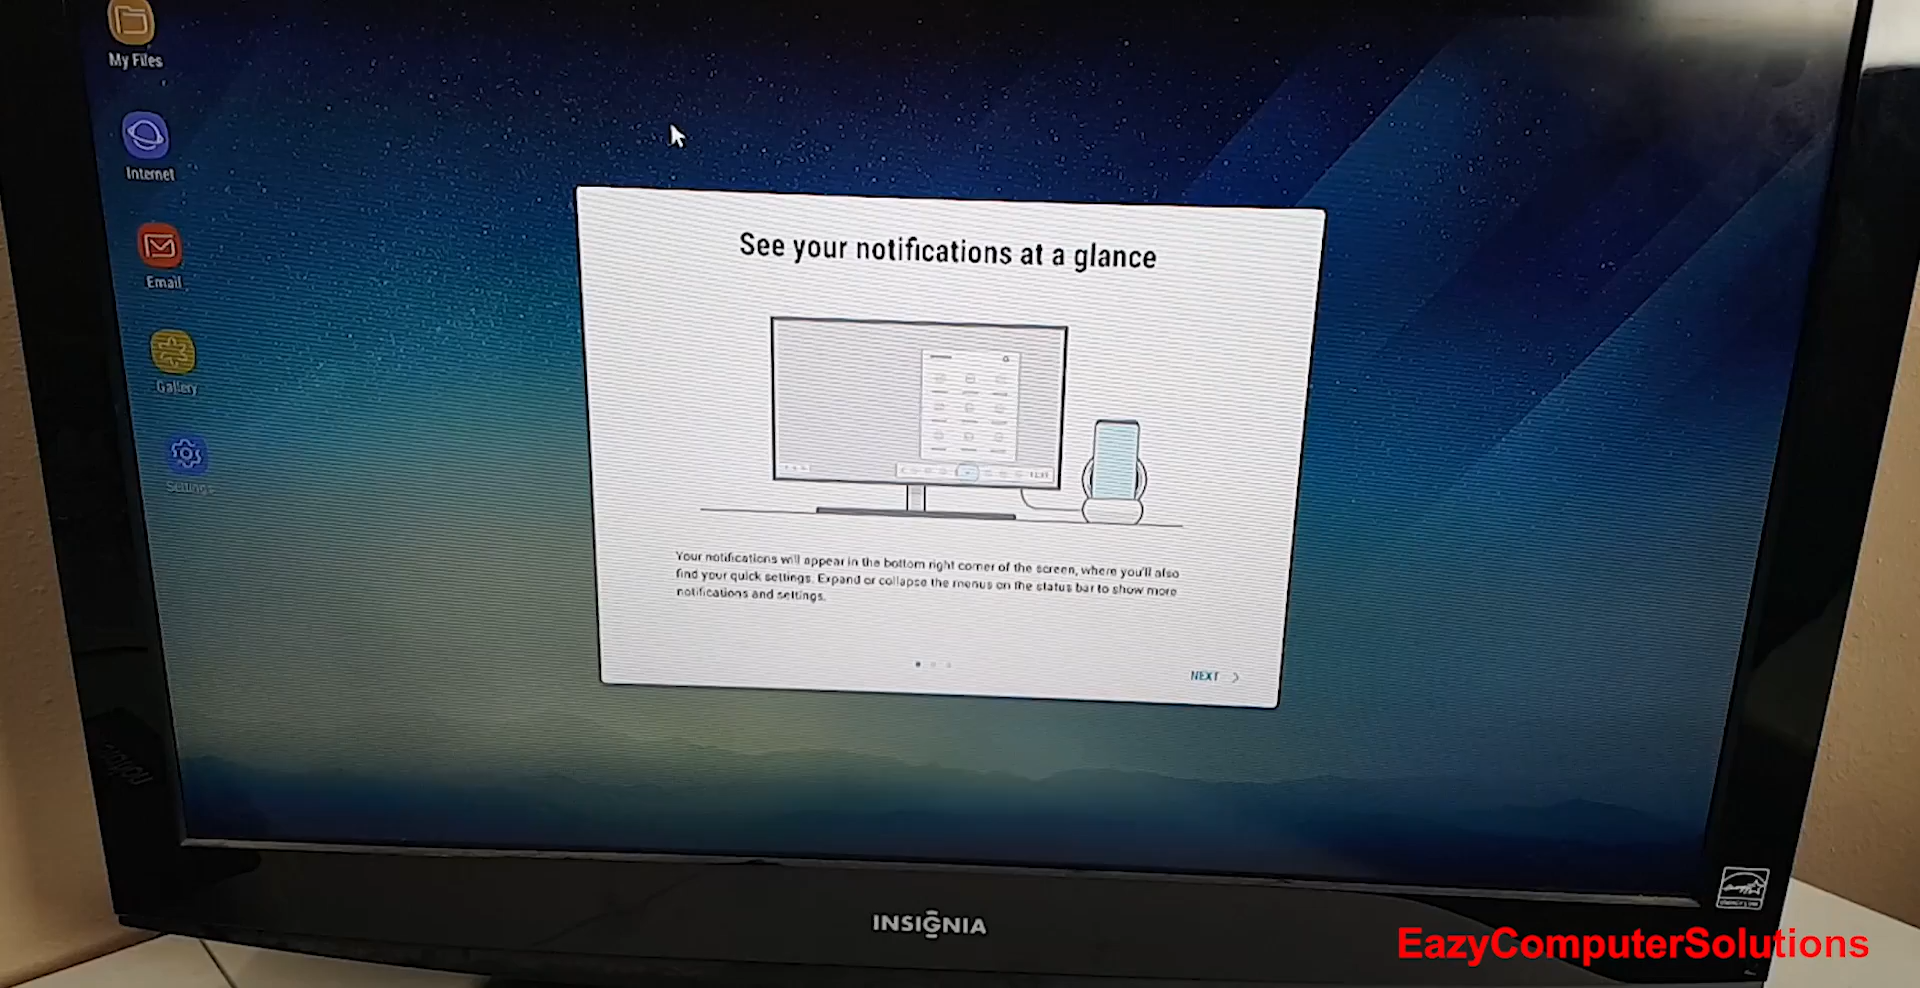 My Files
Internet
Email
Gallery
Settings
See your notifications at a glance
Your notifications will appear in the bottom right corner of the screen, where you'll also
find your quick settings. Expand or collapse the menus on the status bar to show more
notifications and settings.
NEXT
INSIGNIA
EazyComputerSolutions